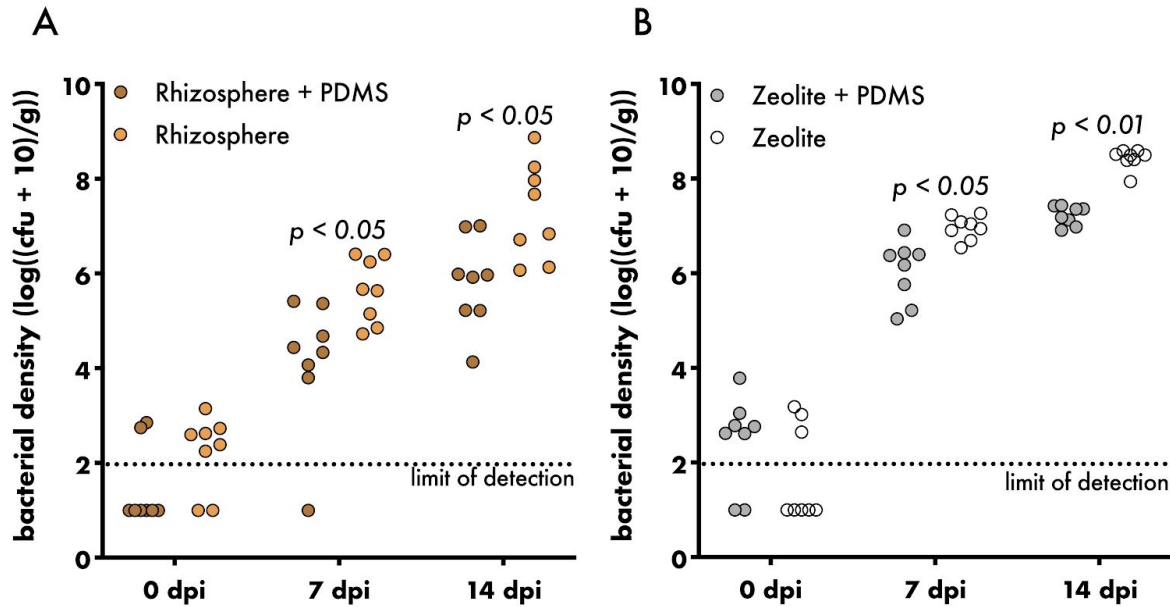 A
bacterial density (log((cfu + 10)/g))
10
8
6
4
2
0
Rhizosphere + PDMS
Rhizosphere
p < 0.05
p < 0.05
limit of detection
0 dpi
7 dpi
14 dpi
B
bacterial density (log((cfu + 10)/g))
10
8
6
4
2
0
Zeolite + PDMS
Zeolite
p < 0.05
p < 0.01
limit of detection
0 dpi
7 dpi
14 dpi